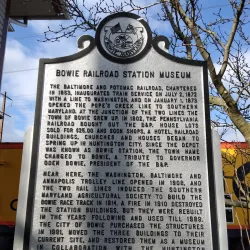 BOWIE RAILROAD STATION MUSEUM
THE BALTIMORE AND POTOMAC RAILROAD, CHARTERED
IN 1853, INAUGURATED TRAIN SERVICE ON JULY 2, 1872
WITH A LINE TO WASHINGTON, AND ON JANUARY 1, 1873
OPENED THE POPE'S CREEK LINE TO SOUTHERN
MARYLAND. AT THE JUNCTION OF THE TWO LINES THE
TOWN OF BOWIE GREW UP. IN 1902, THE PENNSYLVANIA
RAILROAD BOUGHT OUT THE B&P. HOUSE LOTS
SOLD FOR AND SOON SHOPS, A HOTEL, RAILROAD
BUILDINGS, CHURCHES AND HOUSES BEGAN TO
SPRING UP IN HUNTINGTON CITY. SINCE THE DEPOT
WAS KNOWN AS BOWIE STATION, THE TOWN NAME
CHANGED TO BOWIE, A TRIBUTE TO GOVERNOR
ODEN BOWIE, PRESIDENT OF THE B&P.
NEAR HERE, THE WASHINGTON, BALTIMORE AND
ANNAPOLIS TROLLEY LINE OPENED IN 1908, AND
THE TWO RAIL LINES INDUCED THE SOUTHERN
MARYLAND AGRICULTURAL SOCIETY TO BUILD THE
BOWIE RACE TRACK IN 1914. A FIRE IN 1910 DESTROYED
THE STATION BUILDINGS, BUT THEY WERE REBUILT
IN THE YEARS FOLLOWING AND USED TILL 1989.
THE CITY OF BOWIE PURCHASED THE STRUCTURES
IN 1991, MOVED THE THREE BUILDINGS TO THEIR
CURRENT SITE, AND RESTORED THEM AS A MUSEUM
IN COLLABORATION WITH THE HUNTINGTON